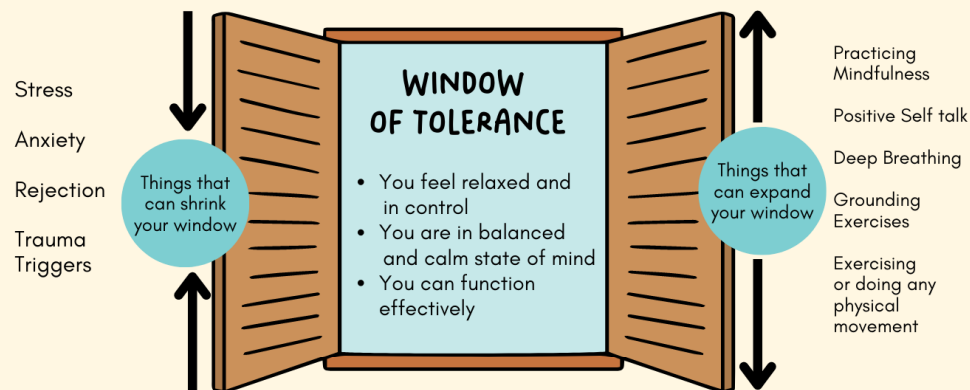 Stress
Anxiety
Rejection
Trauma
Triggers
Things that
can shrink
your window
WINDOW
OF TOLERANCE
• You feel relaxed and
in control
• You are in balanced
and calm state of mind
• You can function
effectively
Things that
can expand
your window
Practicing
Mindfulness
Positive Self talk
Deep Breathing
Grounding
Exercises
Exercising
or doing any
physical
movement